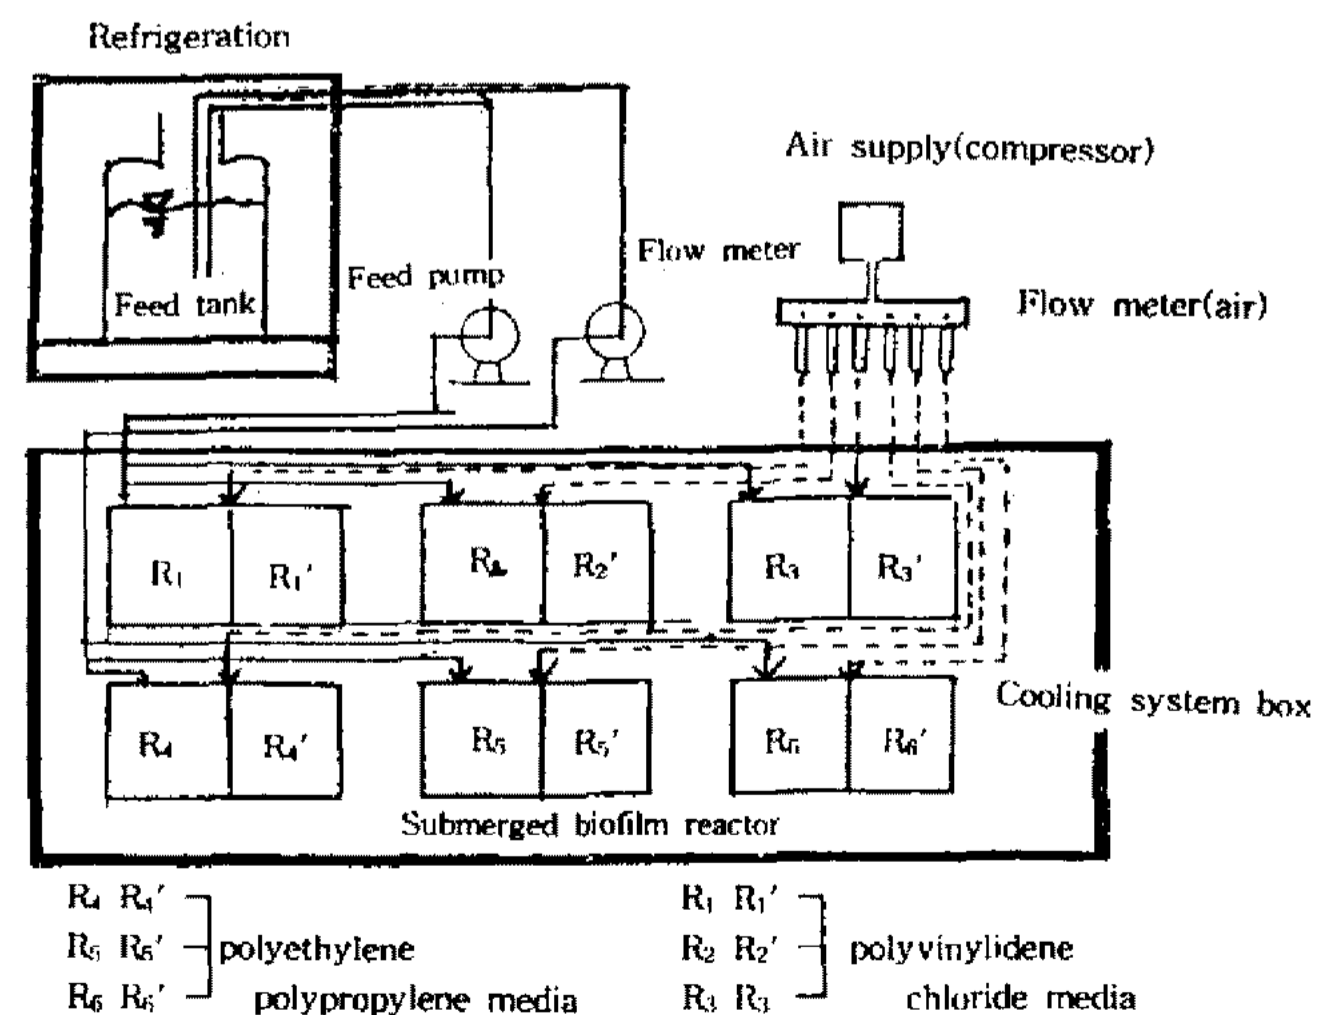 Refrigeration
Air supply(compressor)
Flow meter
Feed pump
Feed tank
Flow meter(air)
R₁ R₁′ R₂ R₂′ R₃ R₃′
Cooling system box
R₄ R₄′ R₅ R₅′ R₆ R₆′
Submerged biofilm reactor
R₄ R₄′
R₅ R₅′ polyethylene
R₆ R₆′ polypropylene media
R₁ R₁′
R₂ R₂′ polyvinylidene
R₃ R₃ chloride media